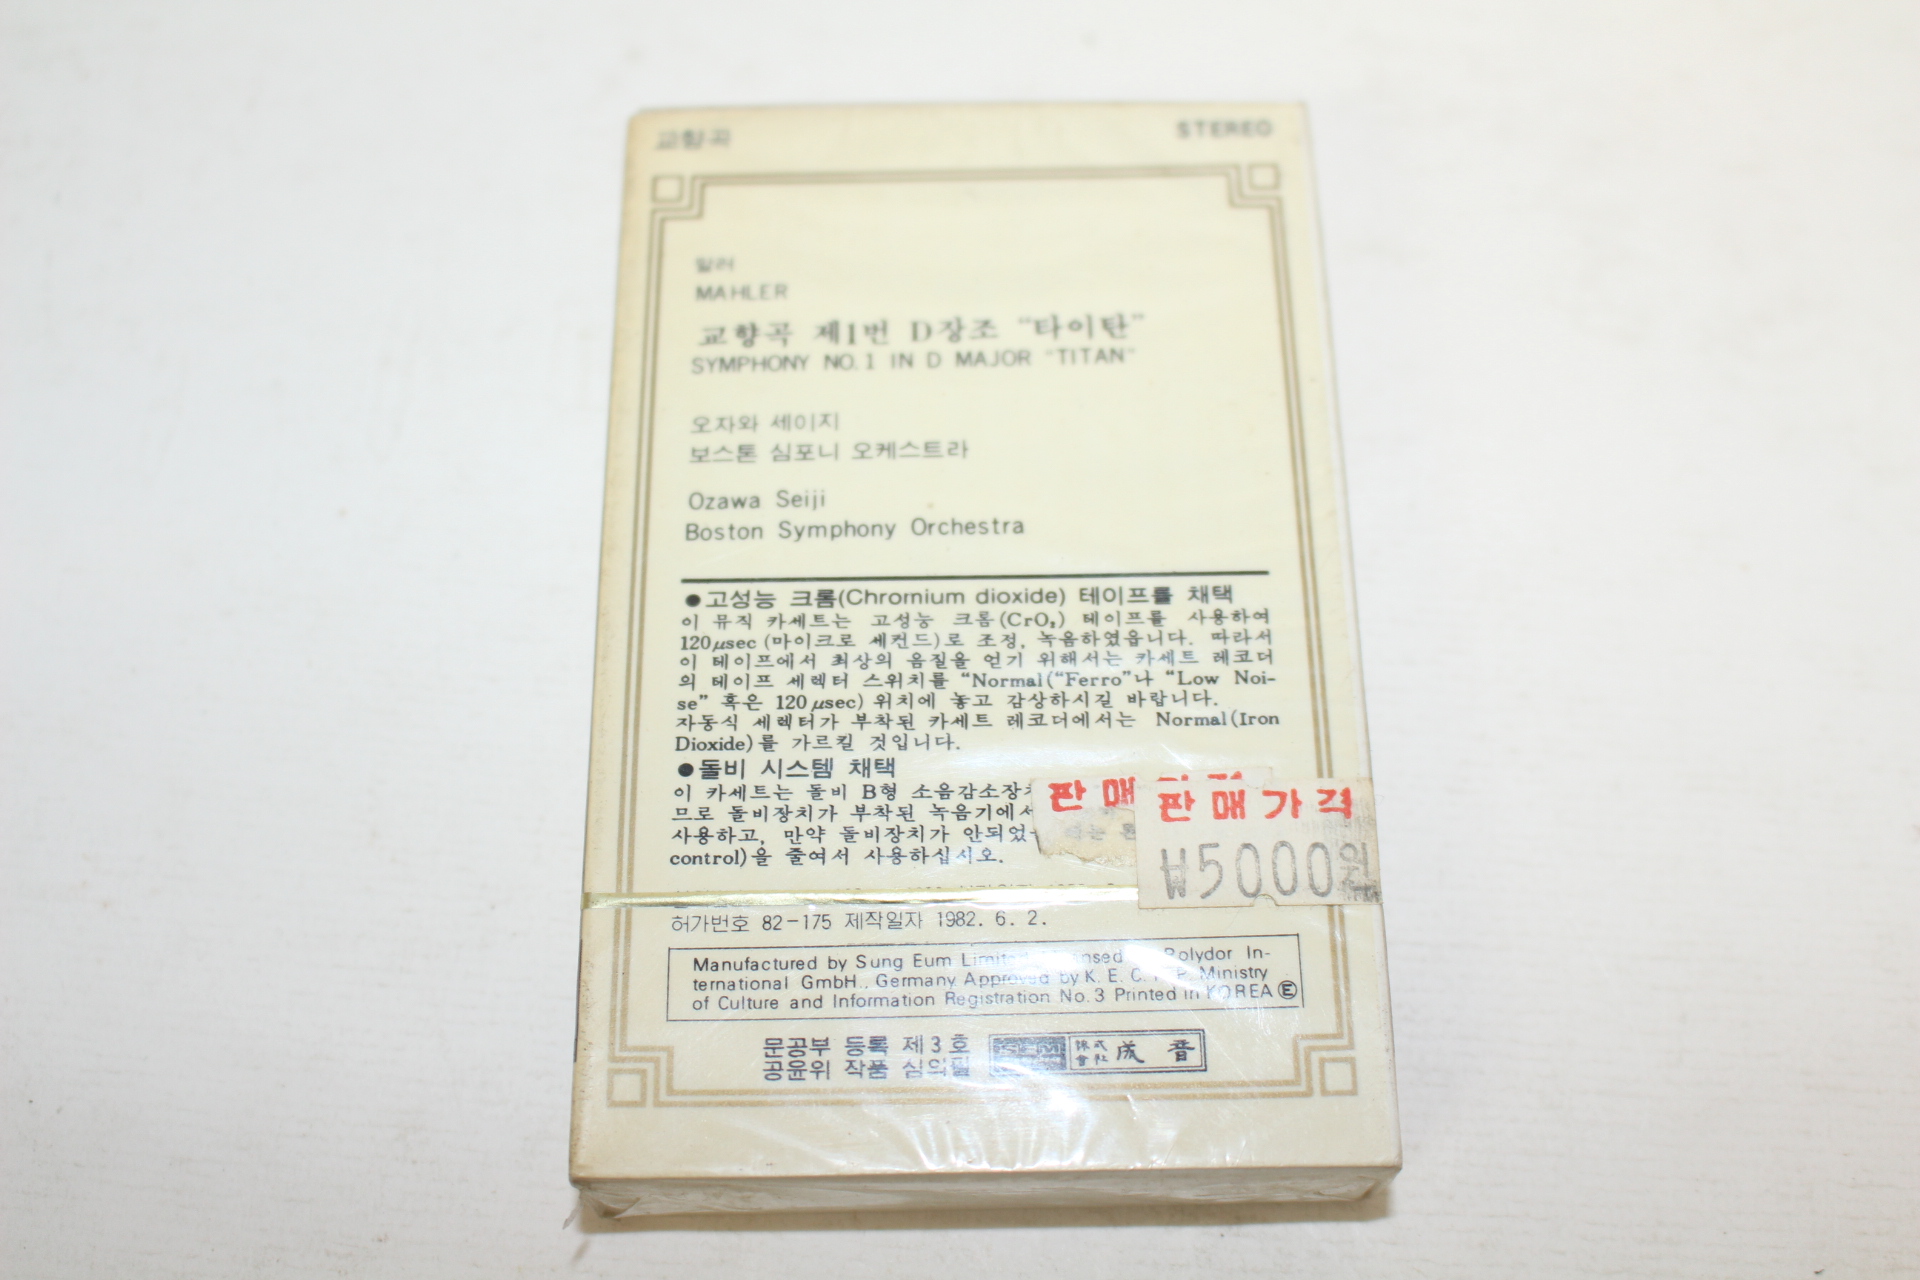 교향곡
STEREO
말러
MAHLER
교향곡 제1번 D장조 “타이탄”
SYMPHONY NO. 1 IN D MAJOR “TITAN”
오자와 세이지
보스톤 심포니 오케스트라
Ozawa Seiji
Boston Symphony Orchestra
●고성능 크롬(Chromium dioxide) 테이프를 채택
이 뮤직 카세트는 고성능 크롬(CrO₂) 테이프를 사용하여
120μsec (마이크로 세컨드)로 조정, 녹음하였읍니다. 따라서
이 테이프에서 최상의 음질을 얻기 위해서는 카세트 레코더
의 테이프 세렉터 스위치를 “Normal(“Ferro”나 “Low Noi-
se” 혹은 120μsec) 위치에 놓고 감상하시길 바랍니다.
자동식 세렉터가 부착된 카세트 레코더에서는 Normal(Iron
Dioxide)를 가르킬 것입니다.
●돌비 시스템 채택
이 카세트는 돌비 B형 소음감소장치
므로 돌비장치가 부착된 녹음기에서
사용하고, 만약 돌비장치가 안되었
control)을 줄여서 사용하십시오.
판매
판매가격
₩5000원
허가번호 82-175 제작일자 1982. 6. 2.
Manufactured by Sung Eum Limited Polydor In-
ternational GmbH., Germany Approved by K. E. C. Ministry
of Culture and Information Registration No. 3 Printed in KOREA Ⓔ
문공부 등록 제3호
공윤위 작품 심의필
株式會社 成音